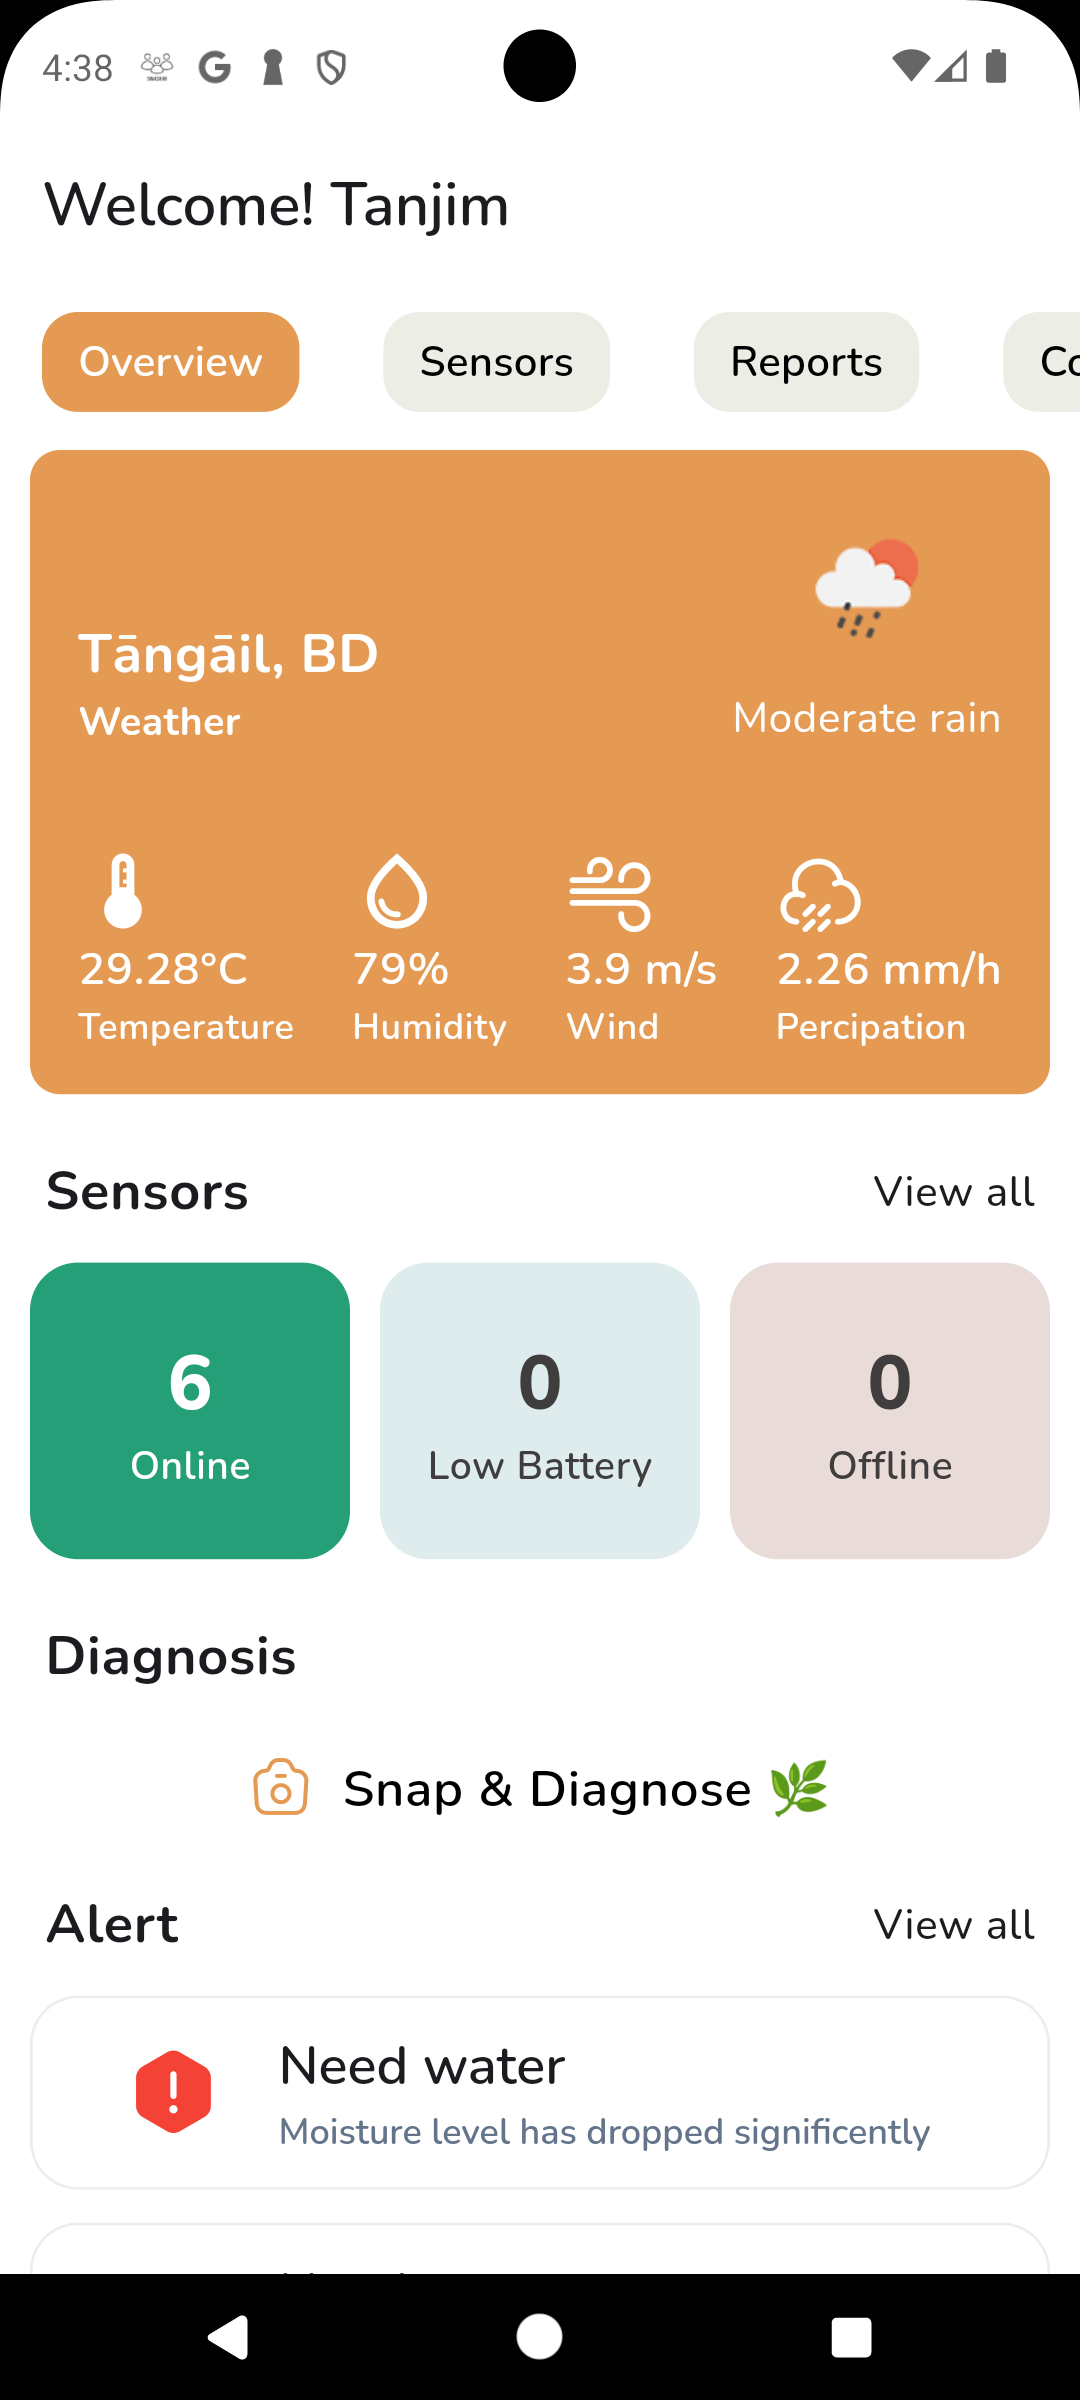 4:38
Welcome! Tanjim
Overview
Sensors
Reports
Co
Tāngāil, BD
Weather
Moderate rain
29.28°C
79%
3.9 m/s
2.26 mm/h
Temperature
Humidity
Wind
Percipation
Sensors
View all
6
0
0
Online
Low Battery
Offline
Diagnosis
Snap & Diagnose 🌿
Alert
View all
Need water
Moisture level has dropped significently